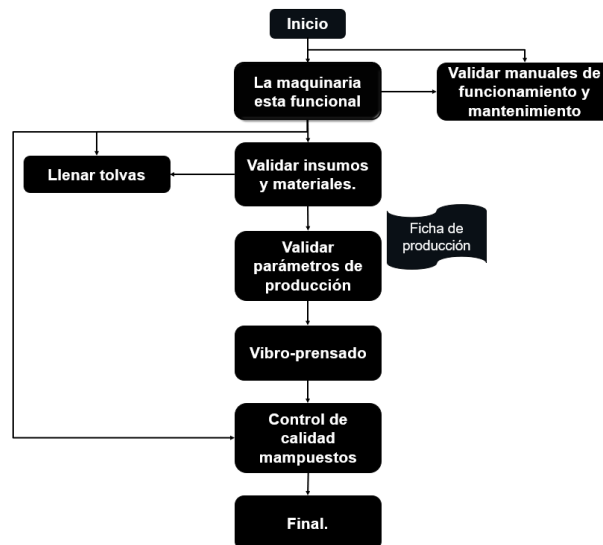 Inicio
La maquinaria
esta funcional
Validar manuales de
funcionamiento y
mantenimiento
Llenar tolvas
Validar insumos
y materiales.
Ficha de
producción
Validar
parámetros de
producción
Vibro-prensado
Control de
calidad
mampuestos
Final.